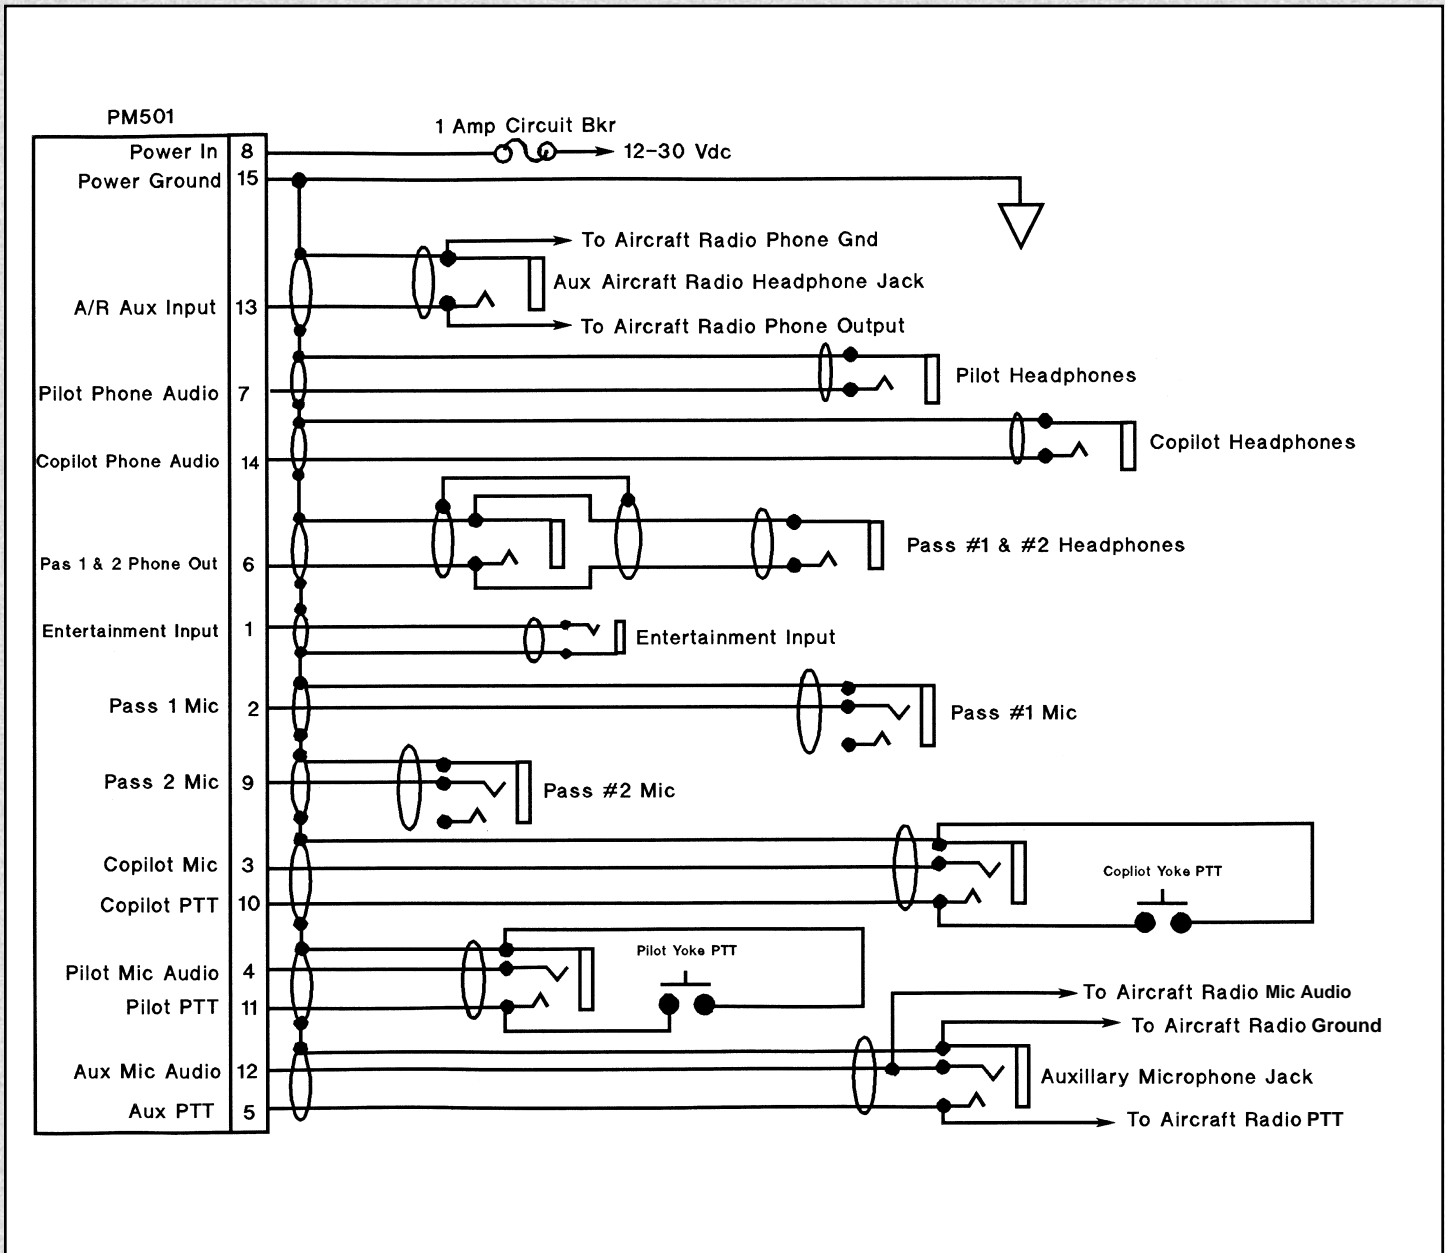 PM501
1 Amp Circuit Bkr
Power In 8 12-30 Vdc
Power Ground 15
To Aircraft Radio Phone Gnd
Aux Aircraft Radio Headphone Jack
A/R Aux Input 13
To Aircraft Radio Phone Output
Pilot Headphones
Pilot Phone Audio 7
Copilot Headphones
Copilot Phone Audio 14
Pass #1 & #2 Headphones
Pas 1 & 2 Phone Out 6
Entertainment Input 1 Entertainment Input
Pass 1 Mic 2 Pass #1 Mic
Pass 2 Mic 9 Pass #2 Mic
Copilot Mic 3 Copliot Yoke PTT
Copilot PTT 10
Pilot Yoke PTT
Pilot Mic Audio 4
To Aircraft Radio Mic Audio
Pilot PTT 11
To Aircraft Radio Ground
Aux Mic Audio 12 Auxillary Microphone Jack
Aux PTT 5 To Aircraft Radio PTT